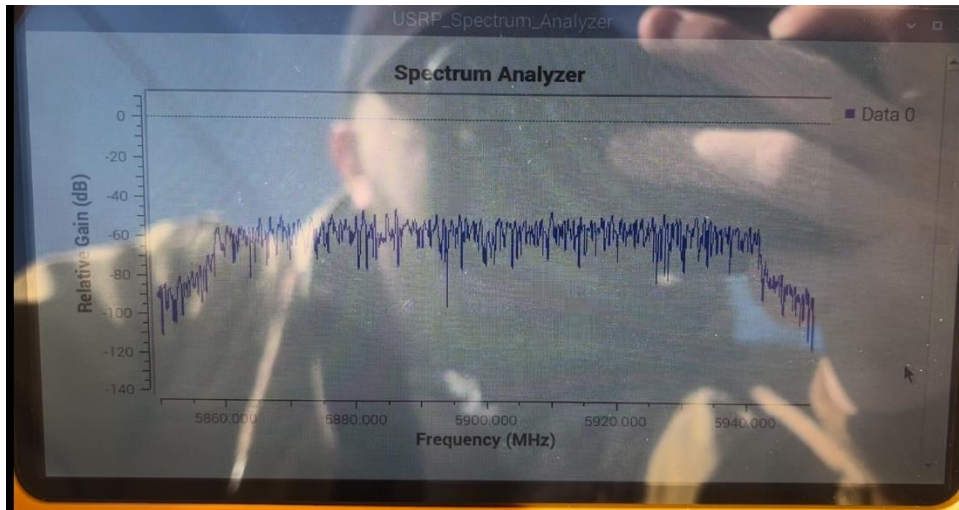 USRP_Spectrum_Analyzer
Spectrum Analyzer
Data 0
Relative Gain (dB)
0
-20
-40
-60
-80
-100
-120
-140
5860.000 5880.000 5900.000 5920.000 5940.000
Frequency (MHz)